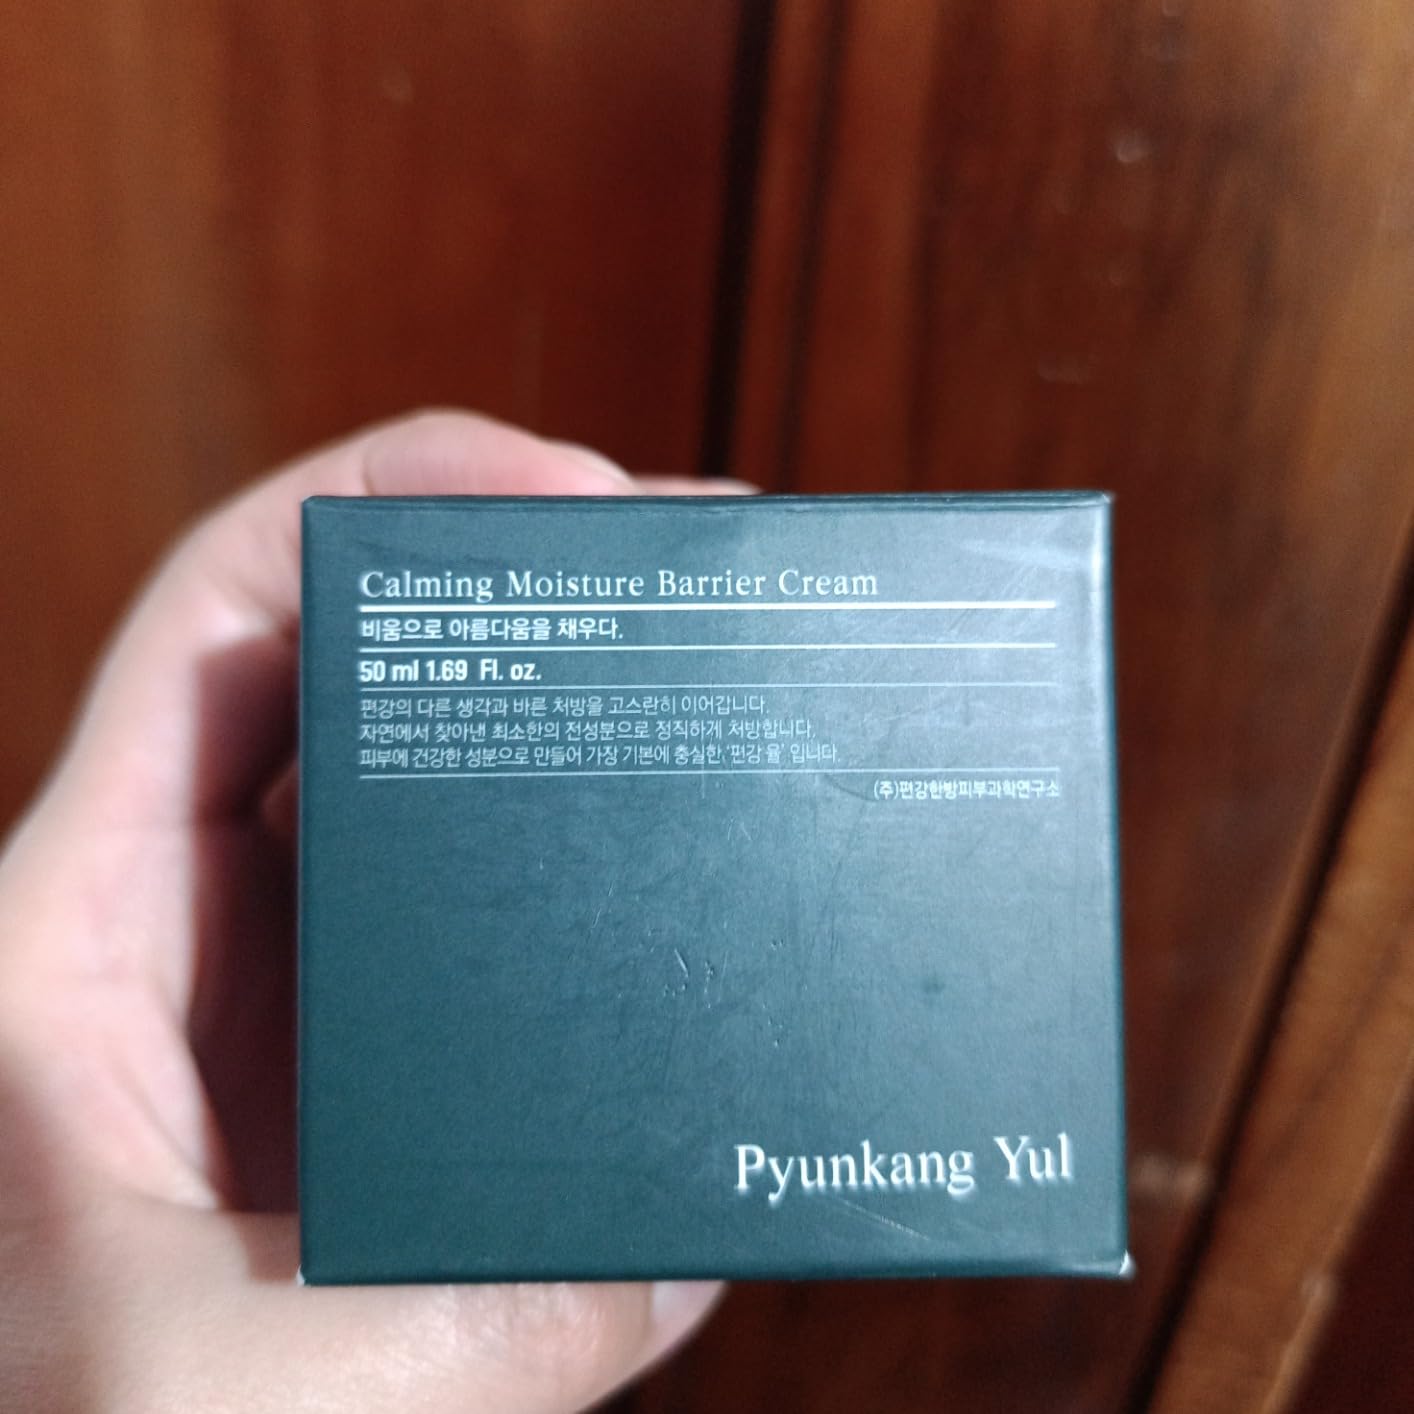 Calming Moisture Barrier Cream
비움으로 아름다움을 채우다.
50 ml 1.69 Fl. oz.
편강의 다른 생각과 바른 처방을 고스란히 이어갑니다.
자연에서 찾아낸 최소한의 전성분으로 정직하게 처방합니다.
피부에 건강한 성분으로 만들어 가장 기본에 충실한 '편강 율' 입니다.
(주)편강한방피부과학연구소
Pyunkang Yul